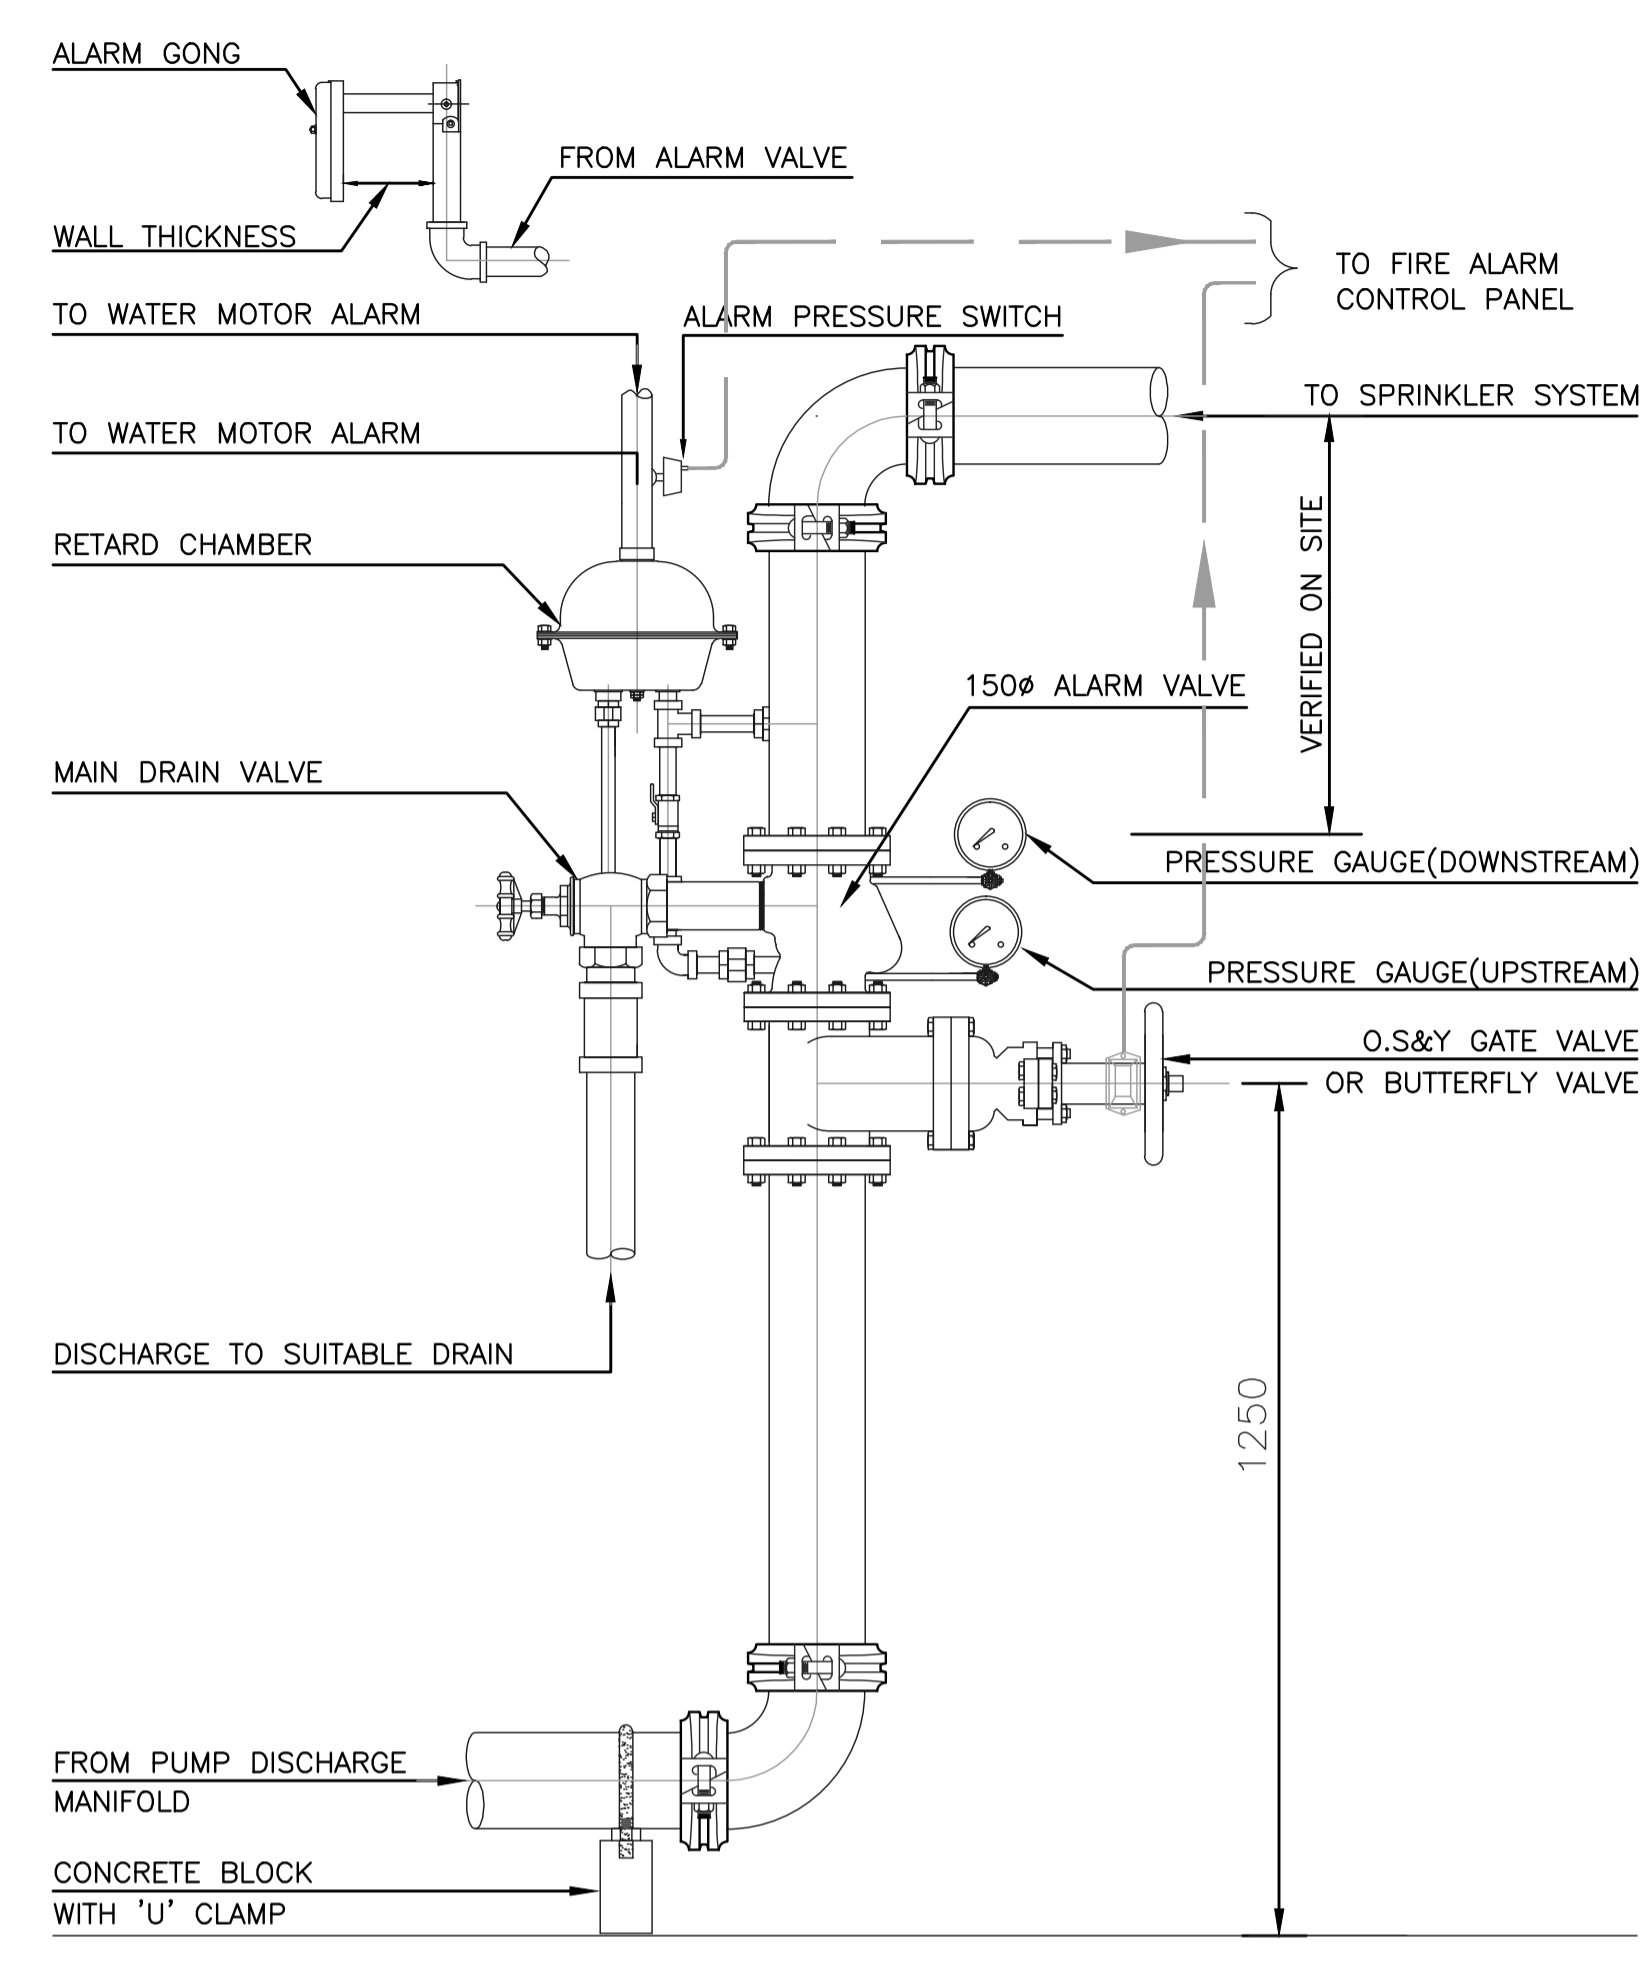 ALARM GONG
FROM ALARM VALVE
WALL THICKNESS
TO FIRE ALARM
CONTROL PANEL
TO WATER MOTOR ALARM
ALARM PRESSURE SWITCH
TO SPRINKLER SYSTEM
TO WATER MOTOR ALARM
RETARD CHAMBER
VERIFIED ON SITE
150ø ALARM VALVE
MAIN DRAIN VALVE
PRESSURE GAUGE(DOWNSTREAM)
PRESSURE GAUGE(UPSTREAM)
O.S&Y GATE VALVE
OR BUTTERFLY VALVE
DISCHARGE TO SUITABLE DRAIN
1250
FROM PUMP DISCHARGE
MANIFOLD
CONCRETE BLOCK
WITH 'U' CLAMP